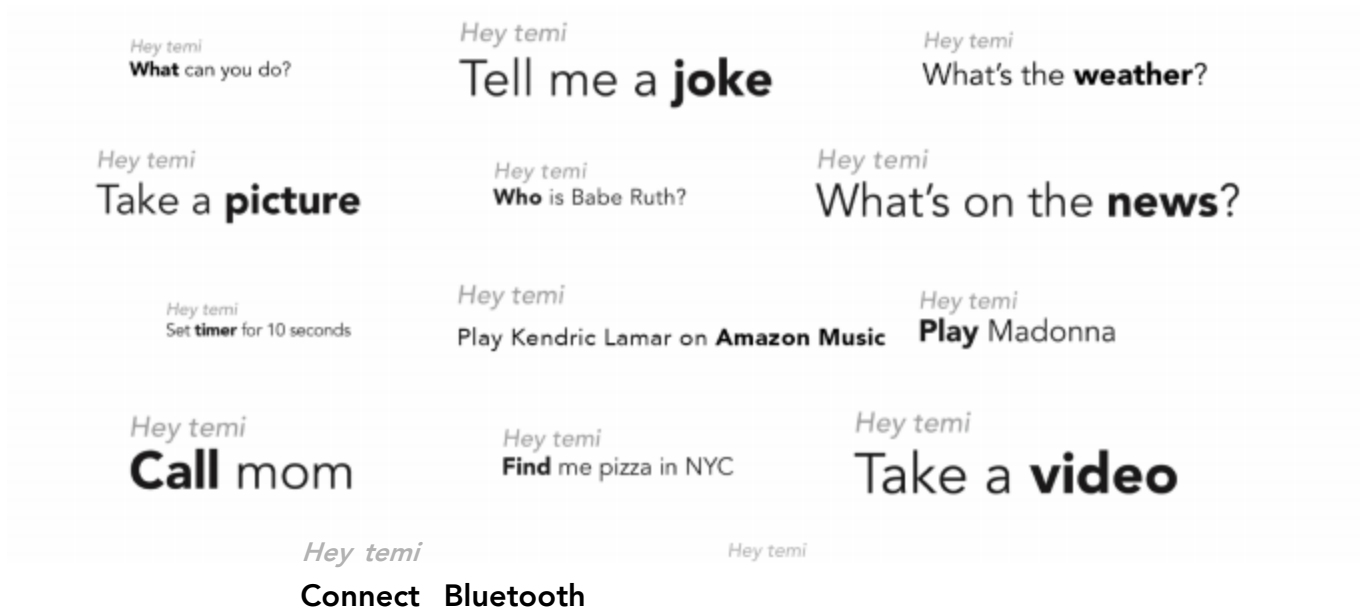 Hey temi
What can you do?
Hey temi
Tell me a joke
Hey temi
What's the weather?
Hey temi
Take a picture
Hey temi
Who is Babe Ruth?
Hey temi
What's on the news?
Hey temi
Set timer for 10 seconds
Hey temi
Play Kendric Lamar on Amazon Music
Hey temi
Play Madonna
Hey temi
Call mom
Hey temi
Find me pizza in NYC
Hey temi
Take a video
Hey temi
Connect Bluetooth
Hey temi